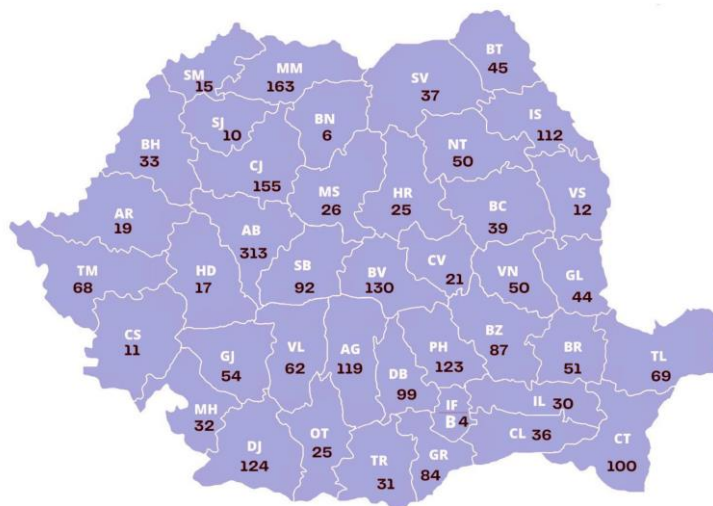 BT
45
MM
163
SM
15
SV
37
IS
112
SJ
10
BN
6
NT
50
BH
33
CJ
155
MS
26
HR
25
VS
12
BC
39
AR
19
AB
313
TM
68
HD
17
SB
92
BV
130
CV
21
VN
50
GL
44
CS
11
GJ
54
VL
62
AG
119
PH
123
BZ
87
BR
51
TL
69
DB
99
MH
32
IF
B 4
IL 30
CL 36
DJ
124
OT
25
TR
31
GR
84
CT
100